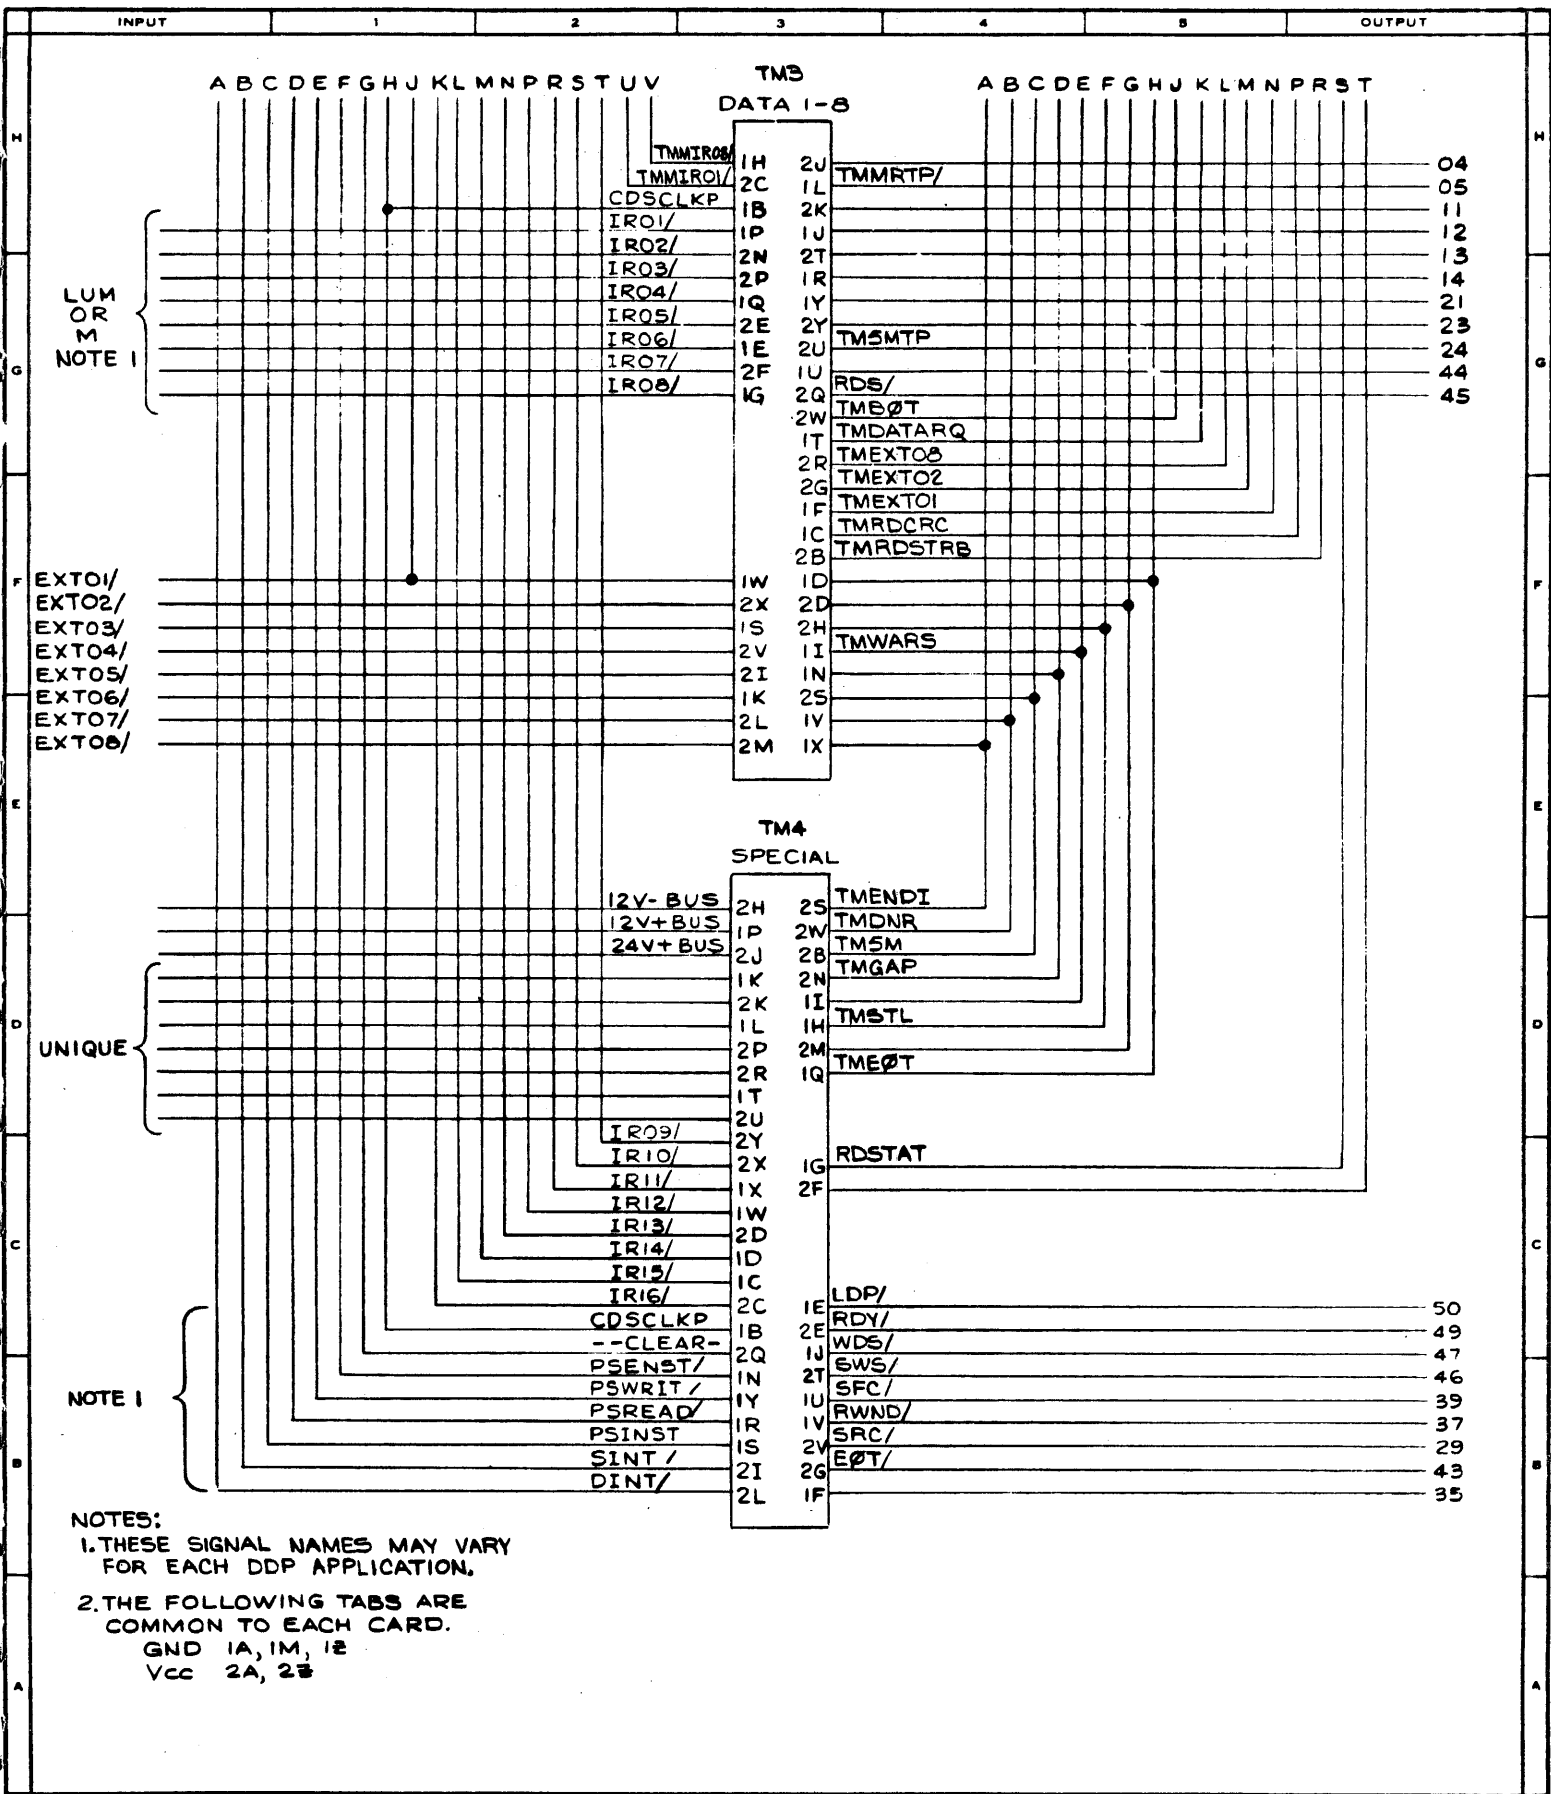 INPUT 1 2 3 4 5 OUTPUT
A B C D E F G H J K L M N P R S T U V
TM3
DATA 1-8
A B C D E F G H J K L M N P R S T
H H
TMMIR08/ 1H 2J 04
TMMIR01/ 2C 1L TMMRTP/ 05
CDSCLKP 1B 2K 11
IR01/ 1P 1J 12
IR02/ 2N 2T 13
IR03/ 2P 1R 14
IR04/ 1Q 1Y 21
IR05/ 2E 2Y 23
IR06/ 1E 2U TM5MTP 24
IR07/ 2F 1U 44
IR08/ 1G 2Q RDS/ 45
LUM
OR
M
NOTE 1
G G
2W TMBØT
1T TMDATARQ
2R TMEXT08
2G TMEXT02
1F TMEXT01
1C TMRDCRC
2B TMRDSTRB
F F
EXT01/ 1W 1D
EXT02/ 2X 2D
EXT03/ 1S 2H
EXT04/ 2V 1I TMWARS
EXT05/ 2I 1N
EXT06/ 1K 2S
EXT07/ 2L 1V
EXT08/ 2M 1X
E E
TM4
SPECIAL
12V- BUS 2H 2S TMENDI
12V+ BUS 1P 2W TMDNR
24V+ BUS 2J 2B TM5M
1K 2N TMGAP
2K 1I
1L 1H TMSTL
2P 2M
2R 1Q TMEØT
1T
2U
UNIQUE
D D
IR09/ 2Y
IR10/ 2X 1G RDSTAT
IR11/ 1X 2F
IR12/ 1W
IR13/ 2D
IR14/ 1D
IR15/ 1C
IR16/ 2C 1E LDP/ 50
C C
CDSCLKP 1B 2E RDY/ 49
--CLEAR- 2Q 1J WDS/ 47
PSENST/ 1N 2T SWS/ 46
PSWRIT/ 1Y 1U SFC/ 39
PSREAD/ 1R 1V RWND/ 37
PSINST 1S 2V SRC/ 29
SINT/ 2I 2G EØT/ 43
DINT/ 2L 1F 35
NOTE 1
B B
NOTES:
1. THESE SIGNAL NAMES MAY VARY
FOR EACH DDP APPLICATION.
2. THE FOLLOWING TABS ARE
COMMON TO EACH CARD.
GND 1A, 1M, 1Z
Vcc 2A, 2Z
A A